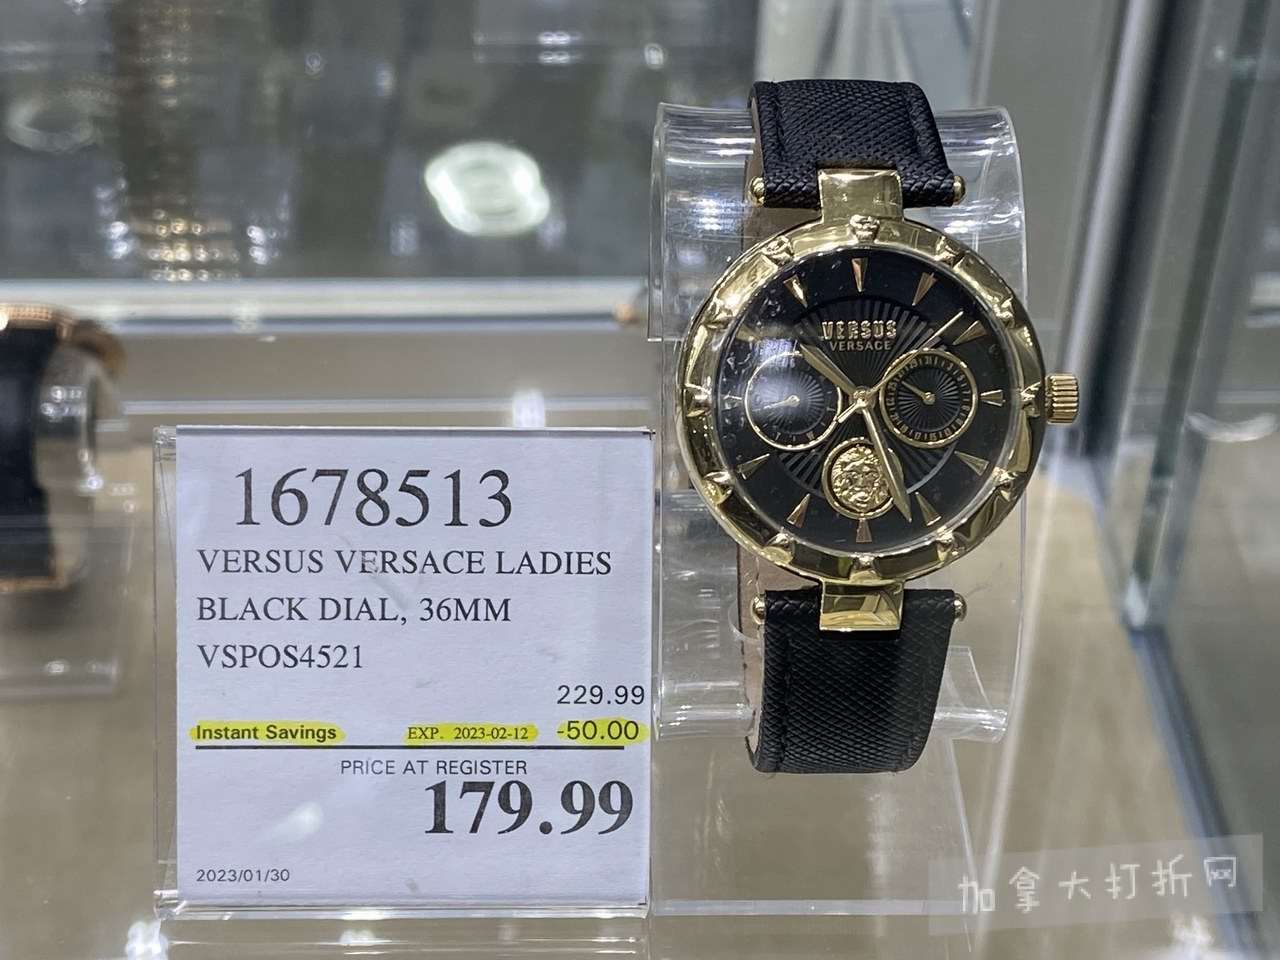 VERSUS
VERSACE
1678513
VERSUS VERSACE LADIES
BLACK DIAL, 36MM
VSPOS4521
229.99
Instant Savings EXP. 2023-02-12 -50.00
PRICE AT REGISTER
179.99
2023/01/30
加拿大打折网